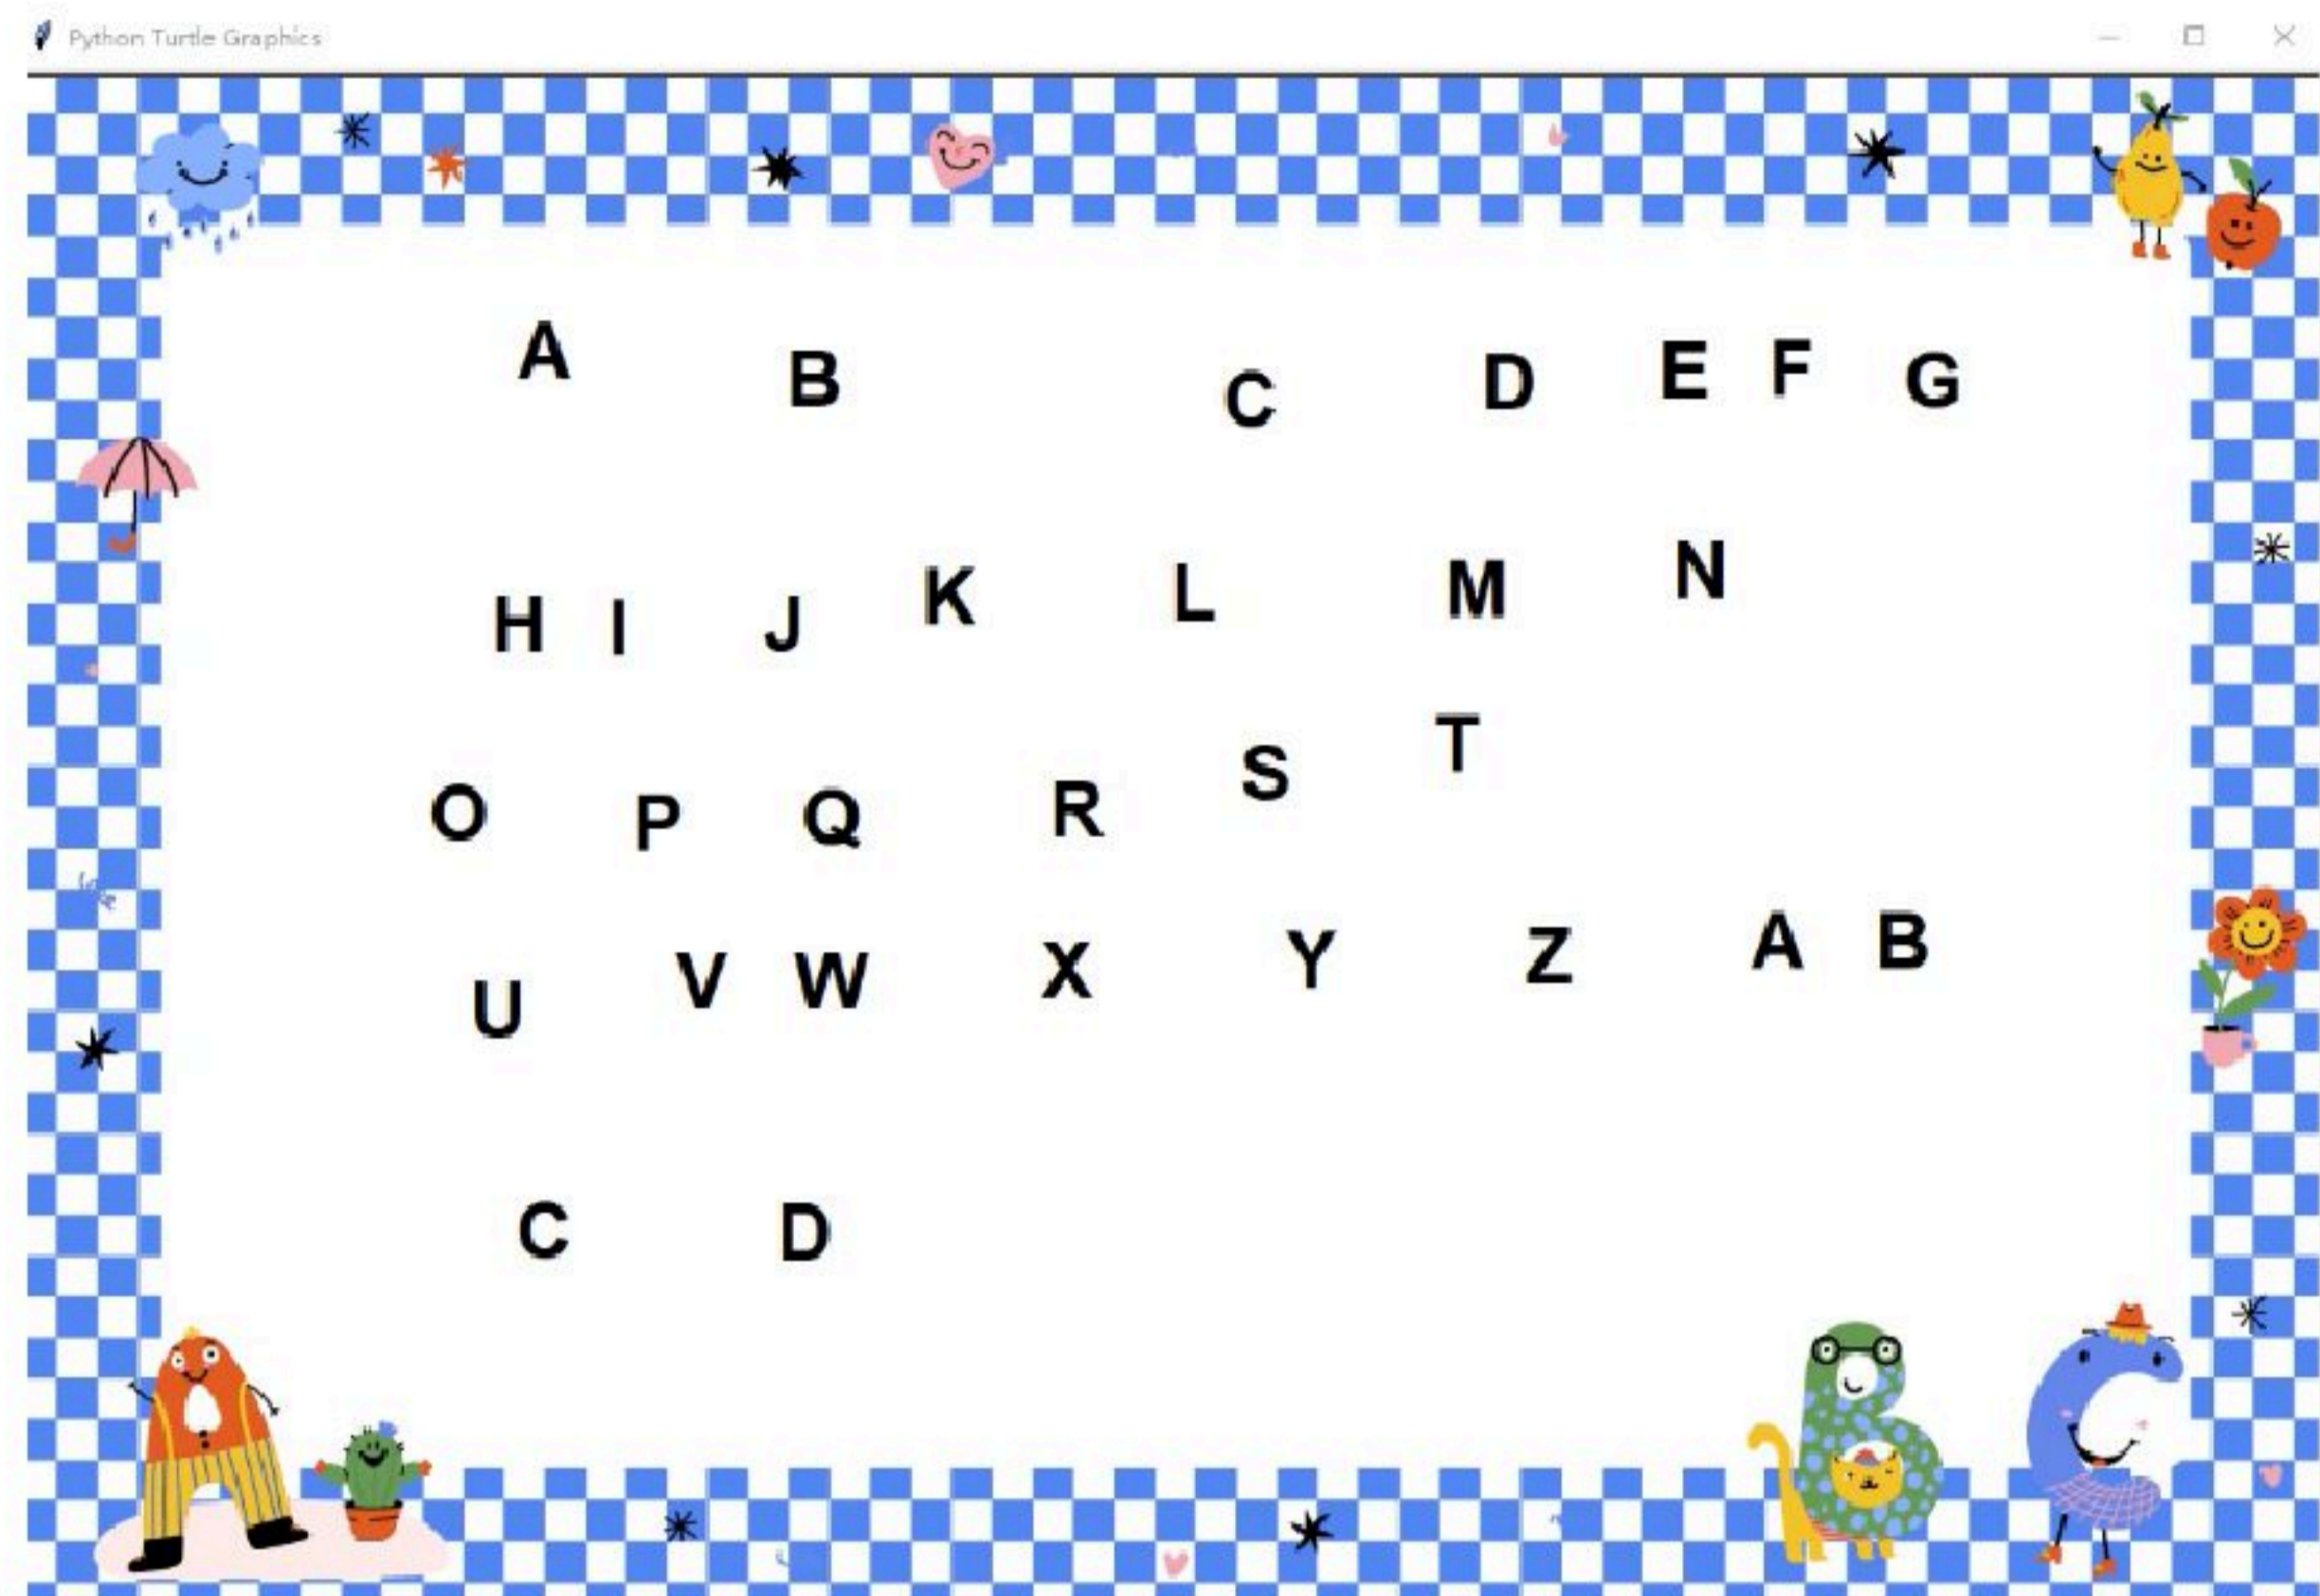 Python Turtle Graphics
A B C D E F G
H I J K L M N
O P Q R S T
U V W X Y Z A B
C D